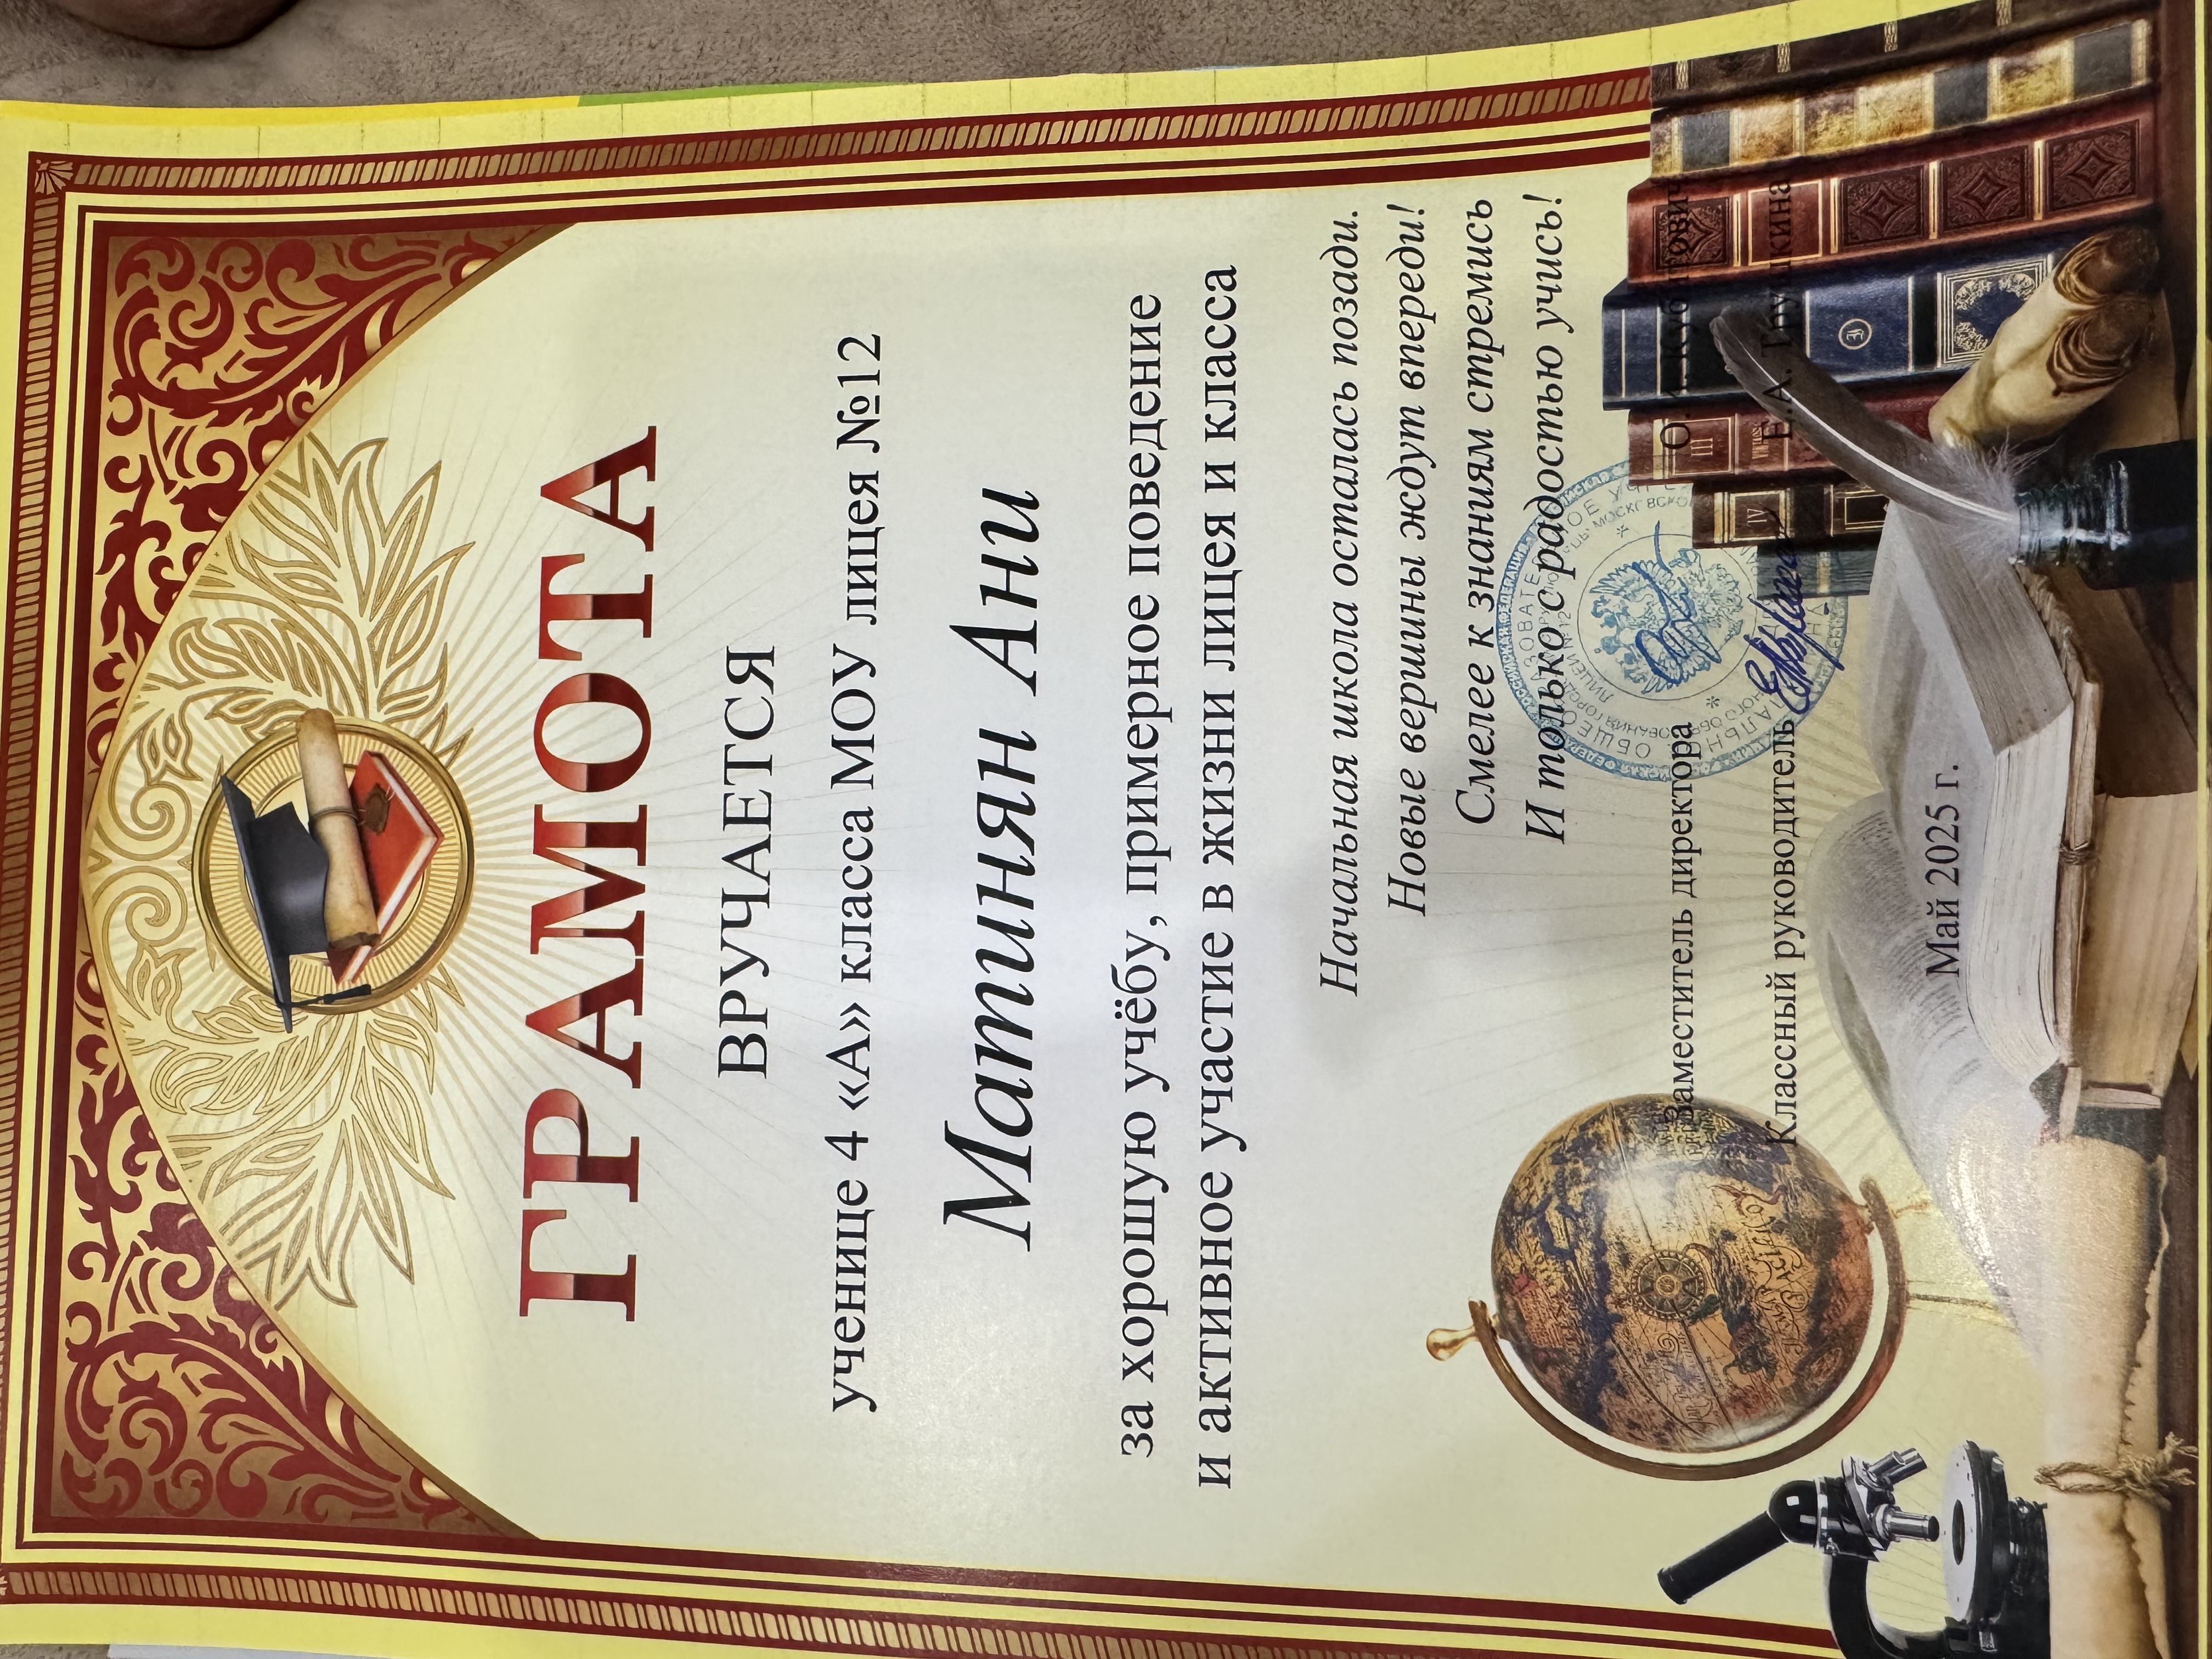 ГРАМОТА
ВРУЧАЕТСЯ
ученице 4 «А» класса МОУ лицея №12
Матинян Ани
за хорошую учёбу, примерное поведение
и активное участие в жизни лицея и класса
Начальная школа осталась позади.
Новые вершины ждут впереди!
Смелее к знаниям стремись
И только с радостью учись!
Заместитель директора
Классный руководитель Е.А.
Май 2025 г.
III
IV